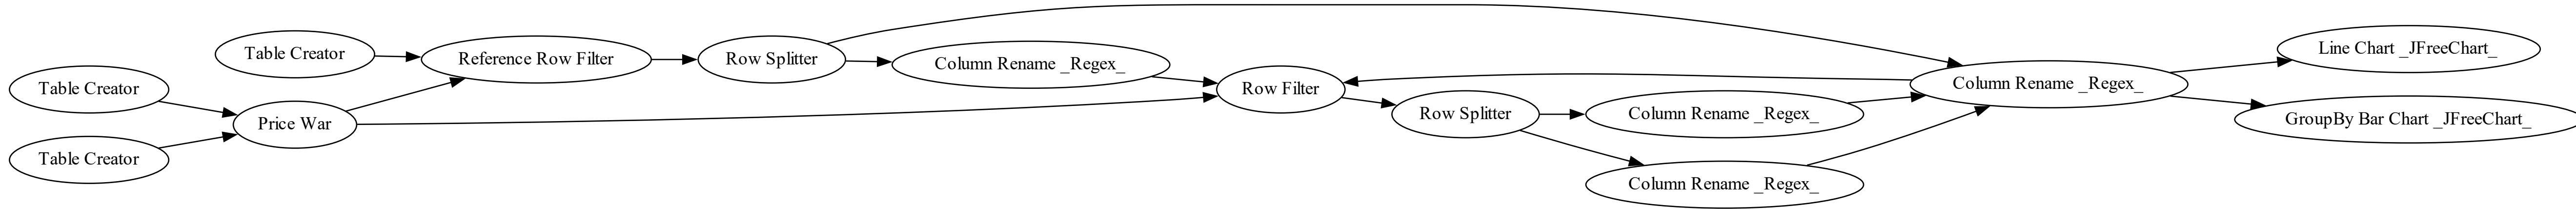 Table Creator
Table Creator
Table Creator
Price War
Reference Row Filter
Row Splitter
Column Rename _Regex_
Row Filter
Row Splitter
Column Rename _Regex_
Column Rename _Regex_
Column Rename _Regex_
Line Chart _JFreeChart_
GroupBy Bar Chart _JFreeChart_